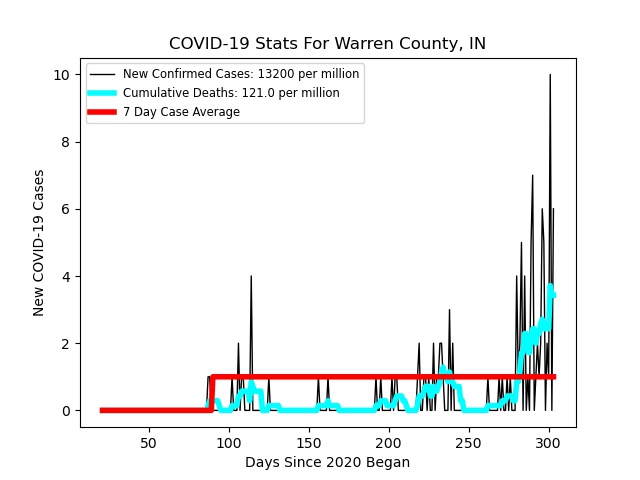 COVID-19 Stats For Warren County, IN
New Confirmed Cases: 13200 per million
Cumulative Deaths: 121.0 per million
7 Day Case Average
10
8
6
4
2
0
New COVID-19 Cases
50 100 150 200 250 300
Days Since 2020 Began